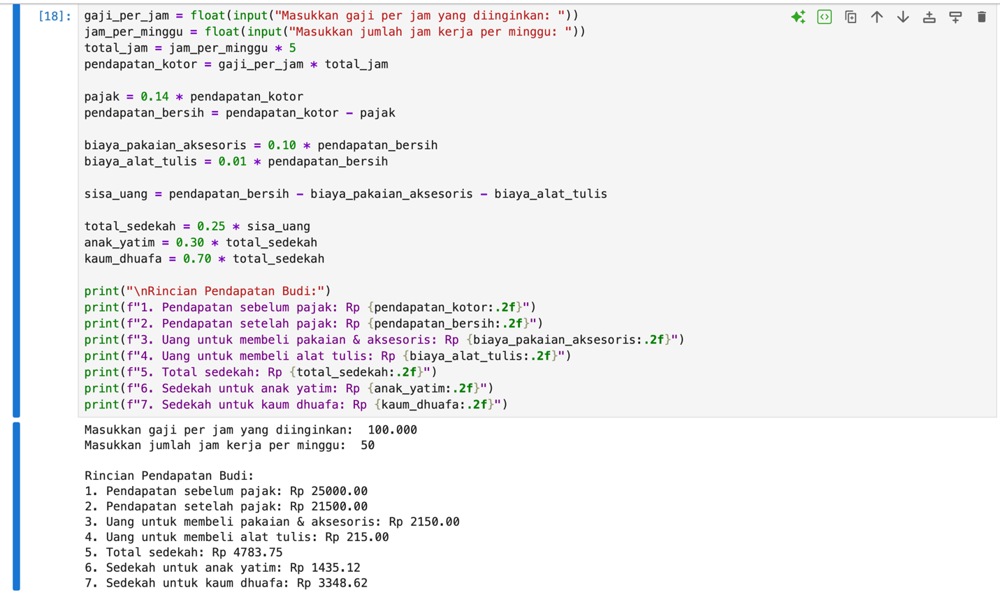 [18]:
gaji_per_jam = float(input("Masukkan gaji per jam yang diinginkan: "))
jam_per_minggu = float(input("Masukkan jumlah jam kerja per minggu: "))
total_jam = jam_per_minggu * 5
pendapatan_kotor = gaji_per_jam * total_jam

pajak = 0.14 * pendapatan_kotor
pendapatan_bersih = pendapatan_kotor - pajak

biaya_pakaian_aksesoris = 0.10 * pendapatan_bersih
biaya_alat_tulis = 0.01 * pendapatan_bersih

sisa_uang = pendapatan_bersih - biaya_pakaian_aksesoris - biaya_alat_tulis

total_sedekah = 0.25 * sisa_uang
anak_yatim = 0.30 * total_sedekah
kaum_dhuafa = 0.70 * total_sedekah

print("\nRincian Pendapatan Budi:")
print(f"1. Pendapatan sebelum pajak: Rp {pendapatan_kotor:.2f}")
print(f"2. Pendapatan setelah pajak: Rp {pendapatan_bersih:.2f}")
print(f"3. Uang untuk membeli pakaian & aksesoris: Rp {biaya_pakaian_aksesoris:.2f}")
print(f"4. Uang untuk membeli alat tulis: Rp {biaya_alat_tulis:.2f}")
print(f"5. Total sedekah: Rp {total_sedekah:.2f}")
print(f"6. Sedekah untuk anak yatim: Rp {anak_yatim:.2f}")
print(f"7. Sedekah untuk kaum dhuafa: Rp {kaum_dhuafa:.2f}")
Masukkan gaji per jam yang diinginkan:  100.000
Masukkan jumlah jam kerja per minggu:  50

Rincian Pendapatan Budi:
1. Pendapatan sebelum pajak: Rp 25000.00
2. Pendapatan setelah pajak: Rp 21500.00
3. Uang untuk membeli pakaian & aksesoris: Rp 2150.00
4. Uang untuk membeli alat tulis: Rp 215.00
5. Total sedekah: Rp 4783.75
6. Sedekah untuk anak yatim: Rp 1435.12
7. Sedekah untuk kaum dhuafa: Rp 3348.62